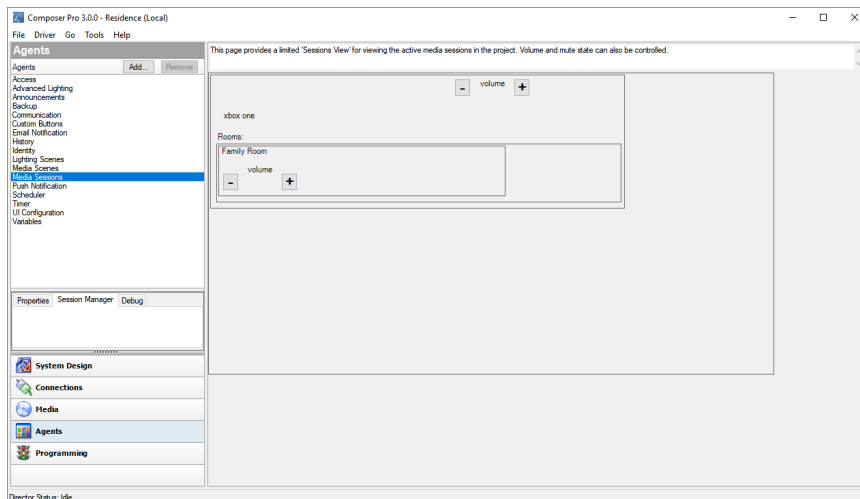 Composer Pro 3.0.0 - Residence (Local)
File Driver Go Tools Help
Agents
Agents Add... Remove
Access
Advanced Lighting
Announcements
Backup
Communication
Custom Buttons
Email Notification
History
Identity
Lighting Scenes
Media Scenes
Media Sessions
Push Notification
Scheduler
Timer
UI Configuration
Variables
Properties Session Manager Debug
System Design
Connections
Media
Agents
Programming
This page provides a limited 'Sessions View' for viewing the active media sessions in the project. Volume and mute state can also be controlled.
- volume +
xbox one
Rooms:
Family Room
volume
- +
Director Status: Idle